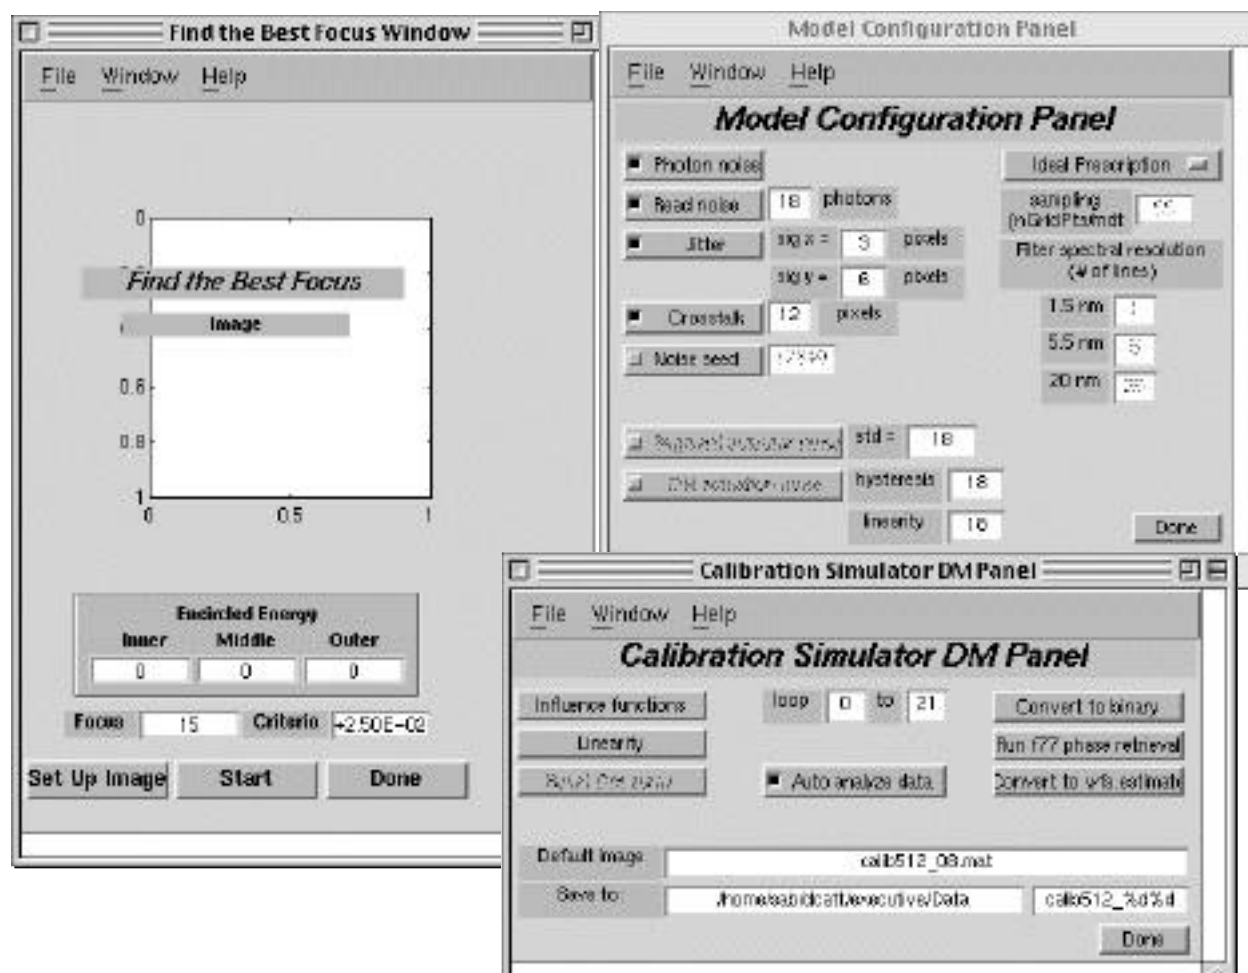 Find the Best Focus Window
File Window Help
0
Find the Best Focus
Image
0.6
0.8
1
0 0.5 1
Encircled Energy
Inner Middle Outer
0 0 0
Focus 15 Criterio +2.50E-02
Set Up Image Start Done
Model Configuration Panel
File Window Help
Model Configuration Panel
Photon noise Ideal Prescription
Read noise 18 photons sampling
(nGridPts/mdt
Jitter sig x = 3 pixels Filter spectral resolution
(# of lines)
sig y = 6 pixels
Crosstalk 12 pixels 1.5 nm
Noise seed 5.5 nm
20 nm
std = 18
hysteresis 18
linearity 18
Done
Calibration Simulator DM Panel
File Window Help
Calibration Simulator DM Panel
Influence functions loop 0 to 21 Convert to binary
Linearity Run f77 phase retrieval
Auto analyze data Convert to wfs.estimate
Default image calib512_08.mat
Save to: calib512_%d%d
Done